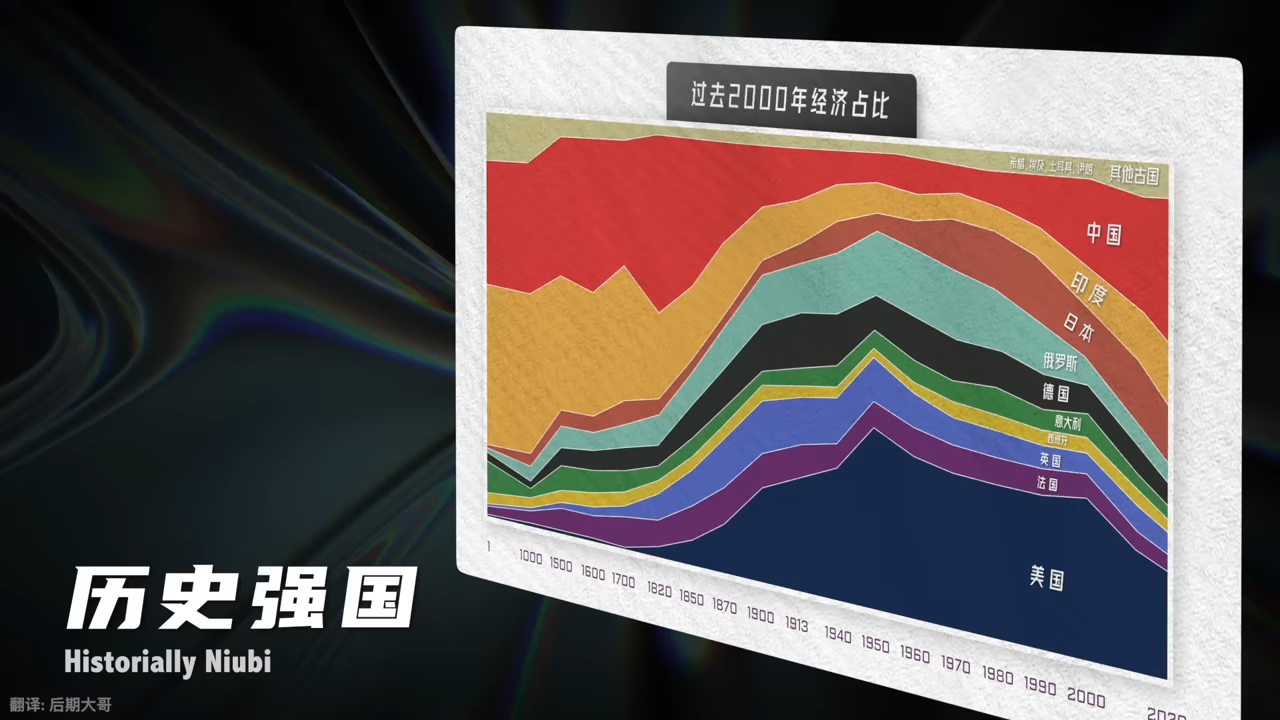 过去2000年经济占比
希腊, 埃及, 土耳其, 伊朗 其他古国
中国
印度
日本
俄罗斯
德国
意大利
西班牙
英国
法国
美国
1 1000 1500 1600 1700 1820 1850 1870 1900 1913 1940 1950 1960 1970 1980 1990 2000
历史强国
Historially Niubi
翻译: 后期大哥